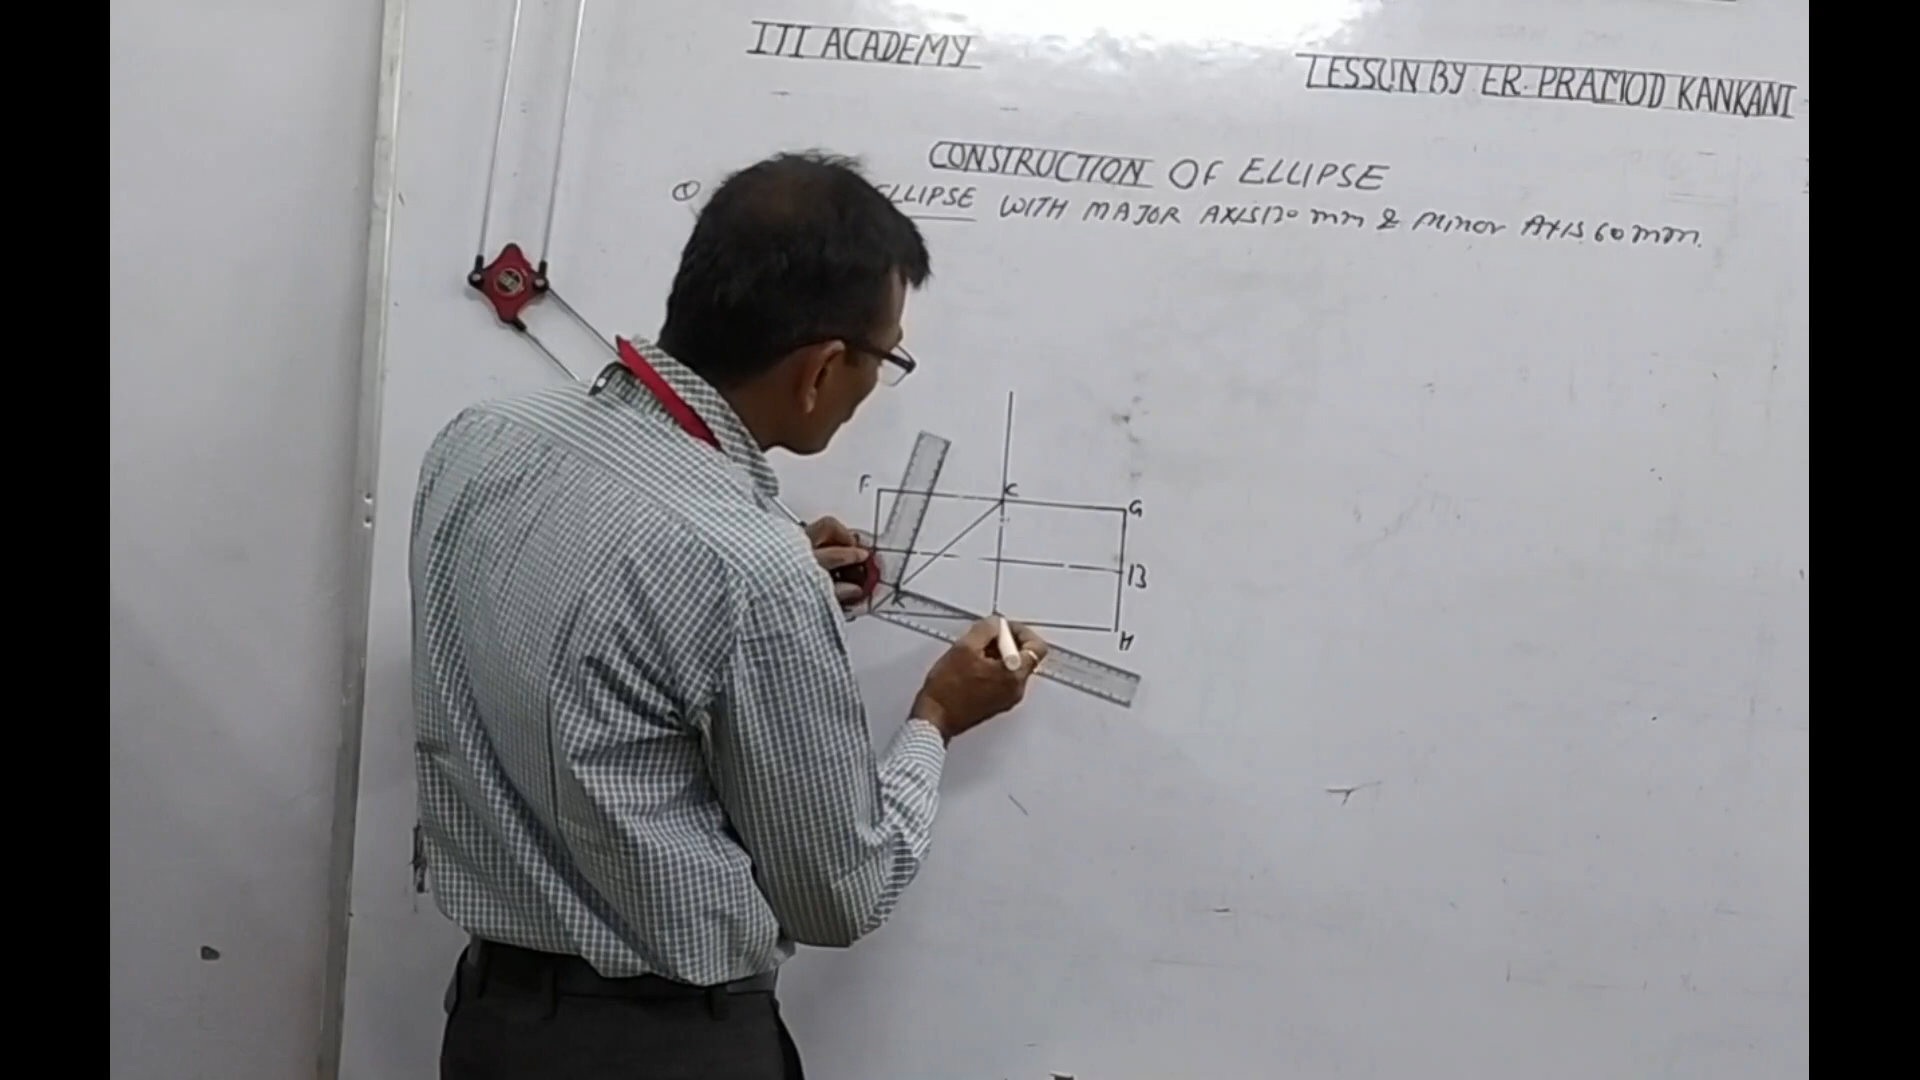 ITI ACADEMY
LESSON BY ER. PRAMOD KANKANI
CONSTRUCTION OF ELLIPSE
① ELLIPSE WITH MAJOR AXIS 120 mm & Minor AXIS 60 mm.
F C G
B
H